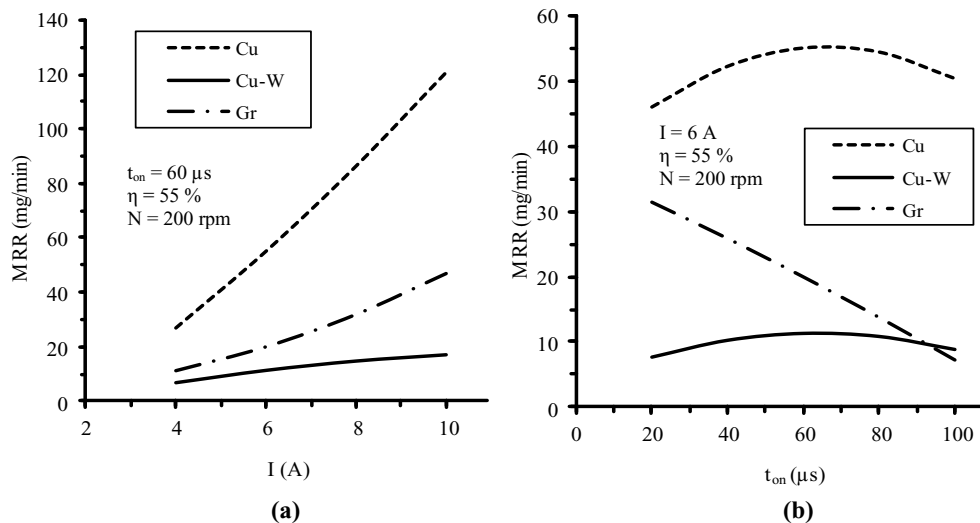 140
120
100
80
60
40
20
0
MRR (mg/min)
Cu
Cu-W
Gr
t_on = 60 µs
η = 55 %
N = 200 rpm
2 4 6 8 10
I (A)
(a)
60
50
40
30
20
10
0
MRR (mg/min)
I = 6 A
η = 55 %
N = 200 rpm
Cu
Cu-W
Gr
0 20 40 60 80 100
t_on (µs)
(b)